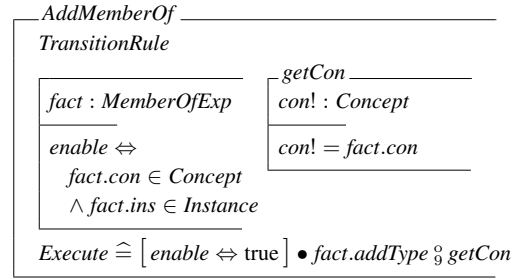 AddMemberOf
TransitionRule
fact : MemberOfExp
enable ⇔
fact.con ∈ Concept
∧ fact.ins ∈ Instance
getCon
con! : Concept
con! = fact.con
Execute ≙ [ enable ⇔ true ] • fact.addType ⨾ getCon